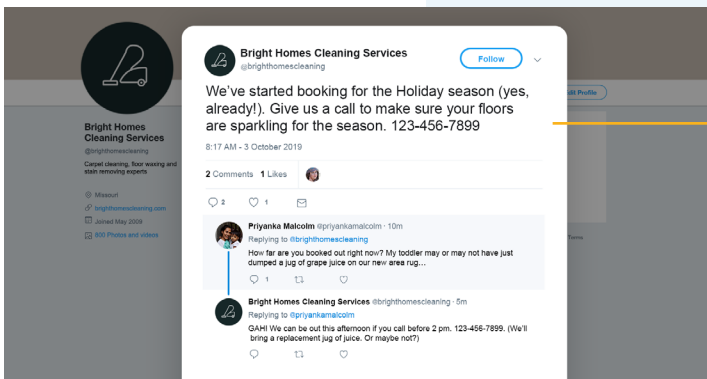 Bright Homes Cleaning Services
@brighthomescleaning
Follow
We've started booking for the Holiday season (yes,
already!). Give us a call to make sure your floors
are sparkling for the season. 123-456-7899
8:17 AM - 3 October 2019
2 Comments 1 Likes
2 1
Priyanka Malcolm @priyankamalcolm · 10m
Replying to @brighthomescleaning
How far are you booked out right now? My toddler may or may not have just
dumped a jug of grape juice on our new area rug...
1
Bright Homes Cleaning Services @brighthomescleaning · 5m
Replying to @priyankamalcolm
GAH! We can be out this afternoon if you call before 2 pm. 123-456-7899. (We'll
bring a replacement jug of juice. Or maybe not?)
Bright Homes
Cleaning Services
@brighthomescleaning
Carpet cleaning, floor waxing and
stain removing experts
Missouri
brighthomescleaning.com
Joined May 2009
600 Photos and videos
dit Profile
Terms